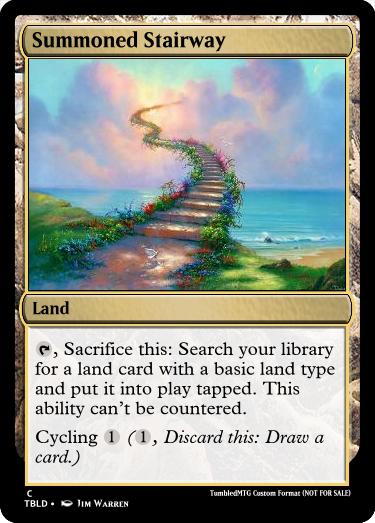 Summoned Stairway
Land
, Sacrifice this: Search your library
for a land card with a basic land type
and put it into play tapped. This
ability can't be countered.
Cycling 1 (1, Discard this: Draw a
card.)
C
TBLD • Jim Warren
TumbledMTG Custom Format (NOT FOR SALE)